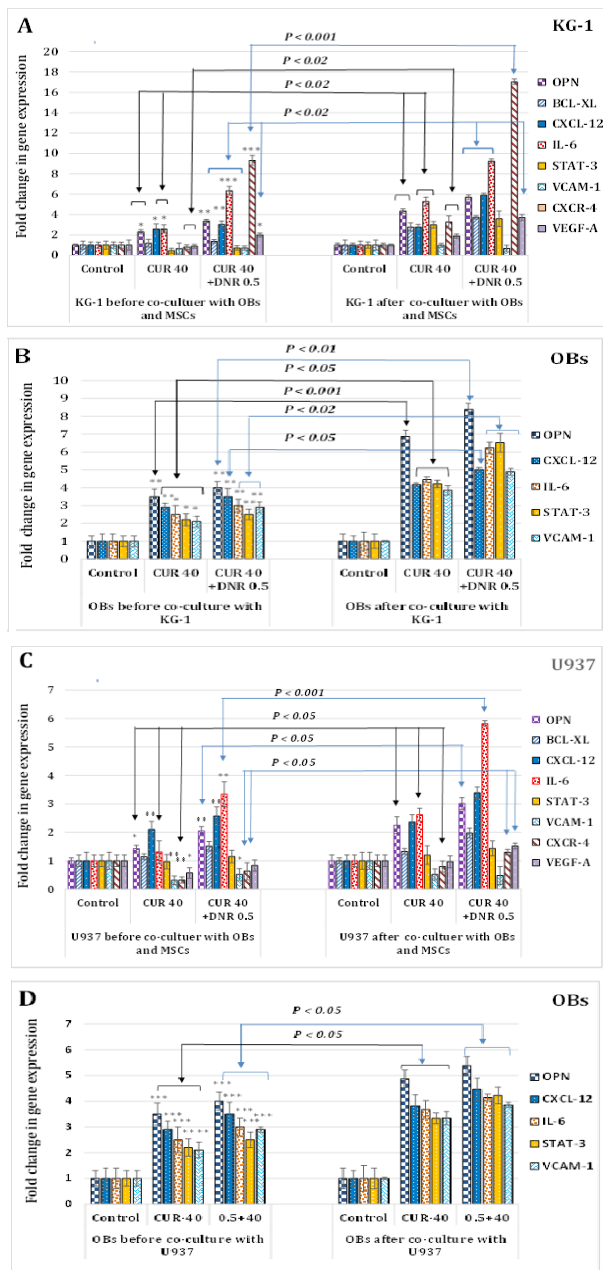 A
KG-1
P < 0.001
P < 0.02
P < 0.02
P < 0.02
Fold change in gene expression
20
18
16
14
12
10
8
6
4
2
0
OPN
BCL-XL
CXCL-12
IL-6
STAT-3
VCAM-1
CXCR-4
VEGF-A
Control
CUR 40
CUR 40
+DNR 0.5
Control
CUR 40
CUR 40
+DNR 0.5
KG-1 before co-cultuer with OBs
and MSCs
KG-1 after co-cultuer with OBs
and MSCs
B
OBs
P < 0.01
P < 0.05
P < 0.001
P < 0.02
P < 0.05
Fold change in gene expression
10
9
8
7
6
5
4
3
2
1
0
OPN
CXCL-12
IL-6
STAT-3
VCAM-1
Control
CUR 40
CUR 40
+DNR 0.5
Control
CUR 40
CUR 40
+DNR 0.5
OBs before co-culture with
KG-1
OBs after co-culture with
KG-1
C
U937
P < 0.001
P < 0.05
P < 0.05
P < 0.05
Fold change in gene expression
7
6
5
4
3
2
1
0
OPN
BCL-XL
CXCL-12
IL-6
STAT-3
VCAM-1
CXCR-4
VEGF-A
Control
CUR 40
CUR 40
+DNR 0.5
Control
CUR 40
CUR 40
+DNR 0.5
U937 before co-cultuer with OBs
and MSCs
U937 after co-cultuer with OBs
and MSCs
D
OBs
P < 0.05
P < 0.05
Fold change in gene expression
7
6
5
4
3
2
1
0
OPN
CXCL-12
IL-6
STAT-3
VCAM-1
Control
CUR-40
0.5+40
Control
CUR-40
0.5+40
OBs before co-culture with
U937
OBs after co-culture with
U937